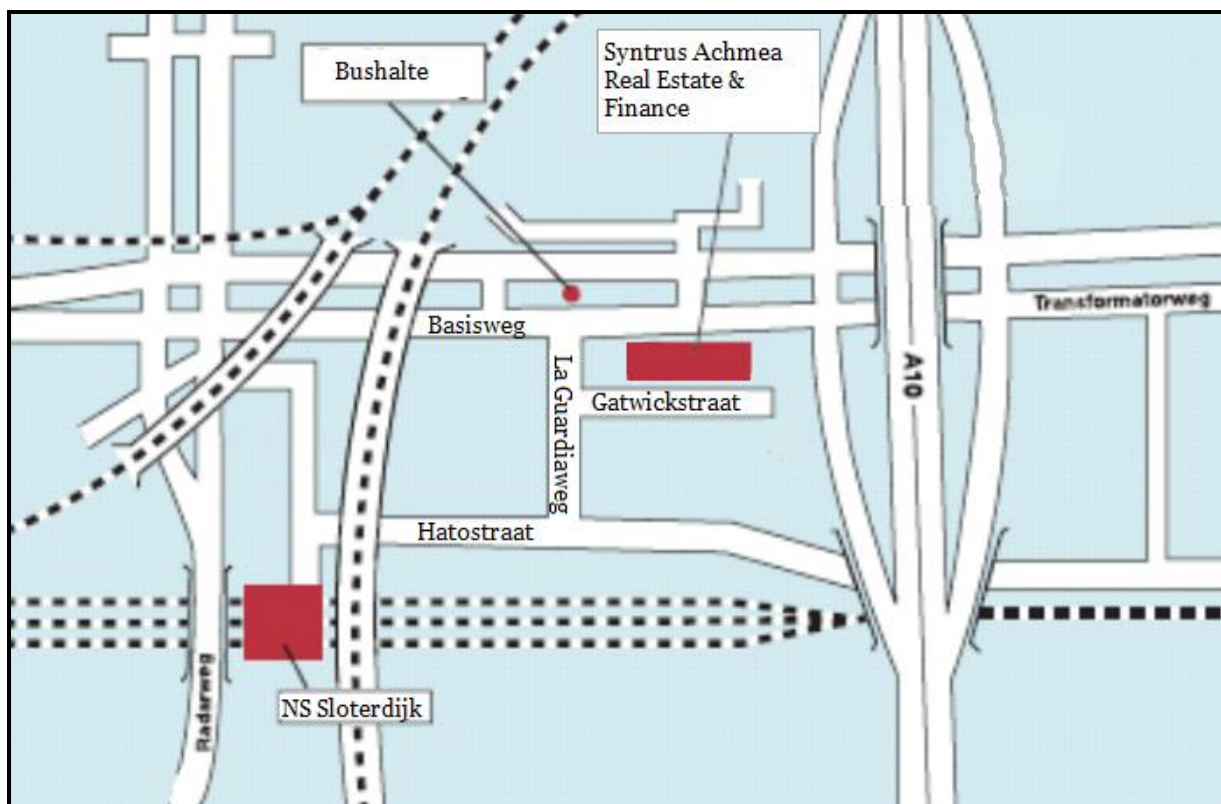 Bushalte
Syntrus Achmea
Real Estate &
Finance
Basisweg
Transformatorweg
La Guardiaweg
A10
Gatwickstraat
Hatostraat
Radarweg
NS Sloterdijk